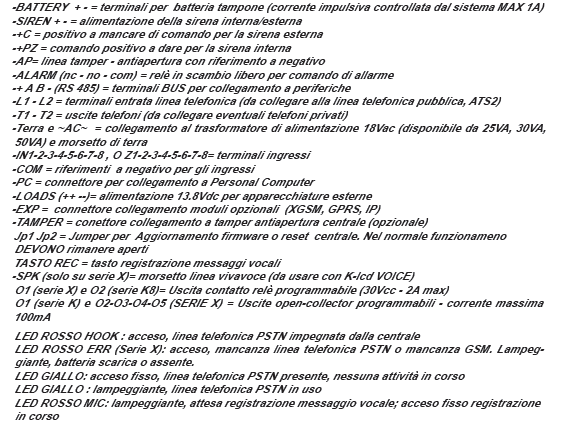 -BATTERY + - = terminali per batteria tampone (corrente impulsiva controllata dal sistema MAX 1A)
-SIREN + - = alimentazione della sirena interna/esterna
-+C = positivo a mancare di comando per la sirena esterna
-+PZ = comando positivo a dare per la sirena interna
-AP= linea tamper - antiapertura con riferimento a negativo
-ALARM (nc - no - com) = relè in scambio libero per comando di allarme
-+ A B - (RS 485) = terminali BUS per collegamento a periferiche
-L1 - L2 = terminali entrata linea telefonica (da collegare alla linea telefonica pubblica, ATS2)
-T1 - T2 = uscite telefoni (da collegare eventuali telefoni privati)
-Terra e ~AC~ = collegamento al trasformatore di alimentazione 18Vac (disponibile da 25VA, 30VA,
50VA) e morsetto di terra
-IN1-2-3-4-5-6-7-8 , O Z1-2-3-4-5-6-7-8= terminali ingressi
-COM = riferimenti a negativo per gli ingressi
-PC = connettore per collegamento a Personal Computer
-LOADS (++ --)= alimentazione 13.8Vdc per apparecchiature esterne
-EXP = connettore collegamento moduli opzionali (XGSM, GPRS, IP)
-TAMPER = conettore collegamento a tamper antiapertura centrale (opzionale)
Jp1 .Jp2 = Jumper per Aggiornamento firmware o reset centrale. Nel normale funzionameno
DEVONO rimanere aperti
TASTO REC = tasto registrazione messaggi vocali
-SPK (solo su serie X)= morsetto linea vivavoce (da usare con K-lcd VOICE)
O1 (serie X) e O2 (serie K8)= Uscita contatto relè programmabile (30Vcc - 2A max)
O1 (serie K) e O2-O3-O4-O5 (SERIE X) = Uscite open-collector programmabili - corrente massima
100mA
LED ROSSO HOOK : acceso, linea telefonica PSTN impegnata dalla centrale
LED ROSSO ERR (Serie X): acceso, mancanza linea telefonica PSTN o mancanza GSM. Lampeg-
giante, batteria scarica o assente.
LED GIALLO: acceso fisso, linea telefonica PSTN presente, nessuna attività in corso
LED GIALLO : lampeggiante, linea telefonica PSTN in uso
LED ROSSO MIC: lampeggiante, attesa registrazione messaggio vocale; acceso fisso registrazione
in corso